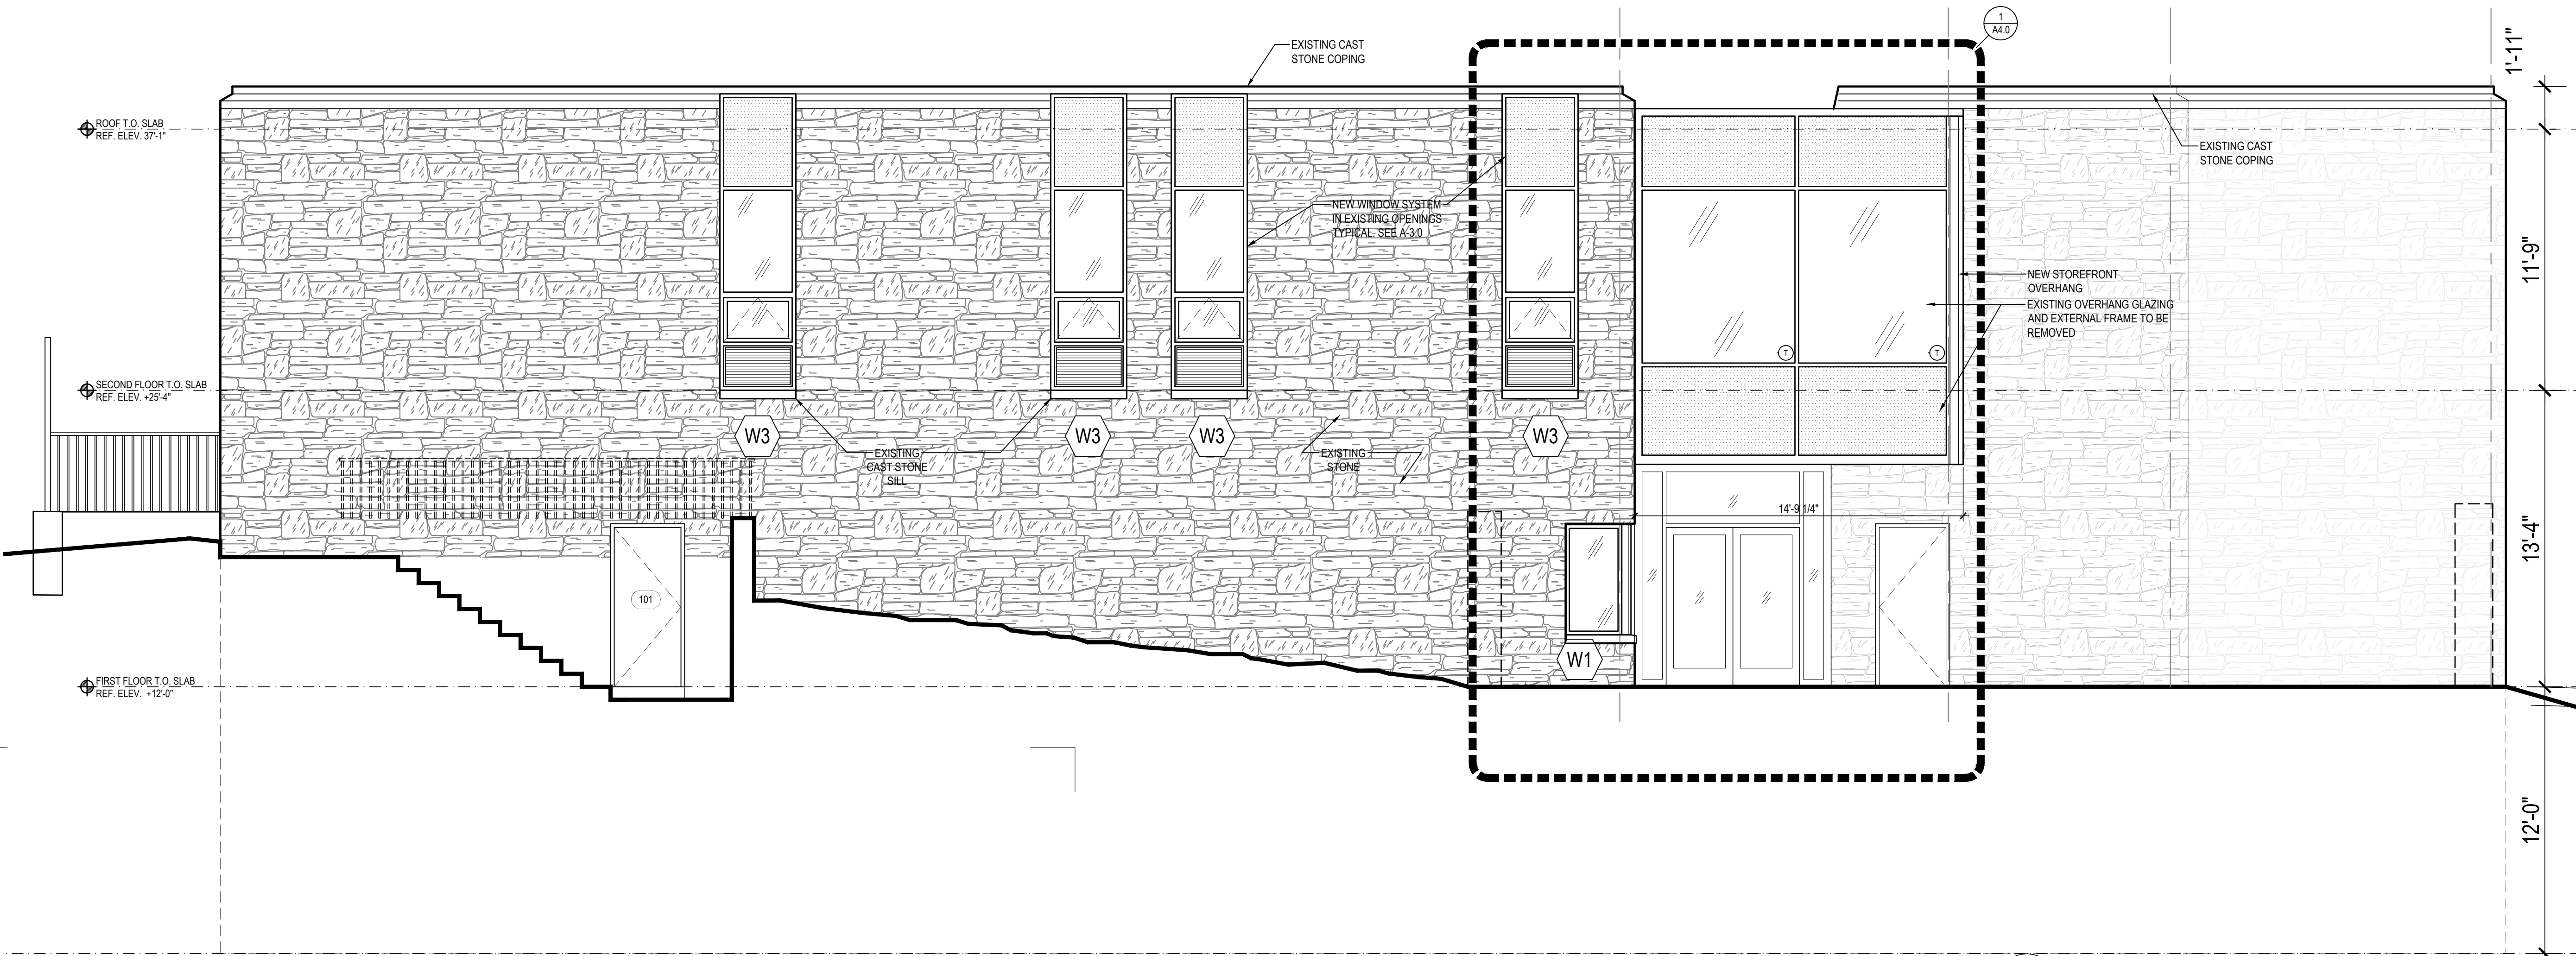 1
A4.0
EXISTING CAST
STONE COPING
1'-11"
ROOF T.O. SLAB
REF. ELEV. 37'-1"
EXISTING CAST
STONE COPING
NEW WINDOW SYSTEM
IN EXISTING OPENINGS
TYPICAL. SEE A-3.0
11'-9"
NEW STOREFRONT
OVERHANG
EXISTING OVERHANG GLAZING
AND EXTERNAL FRAME TO BE
REMOVED
T
T
SECOND FLOOR T.O. SLAB
REF. ELEV. +25'-4"
W3
W3
W3
W3
EXISTING
CAST STONE
SILL
EXISTING
STONE
14'-9 1/4"
13'-4"
101
W1
FIRST FLOOR T.O. SLAB
REF. ELEV. +12'-0"
12'-0"